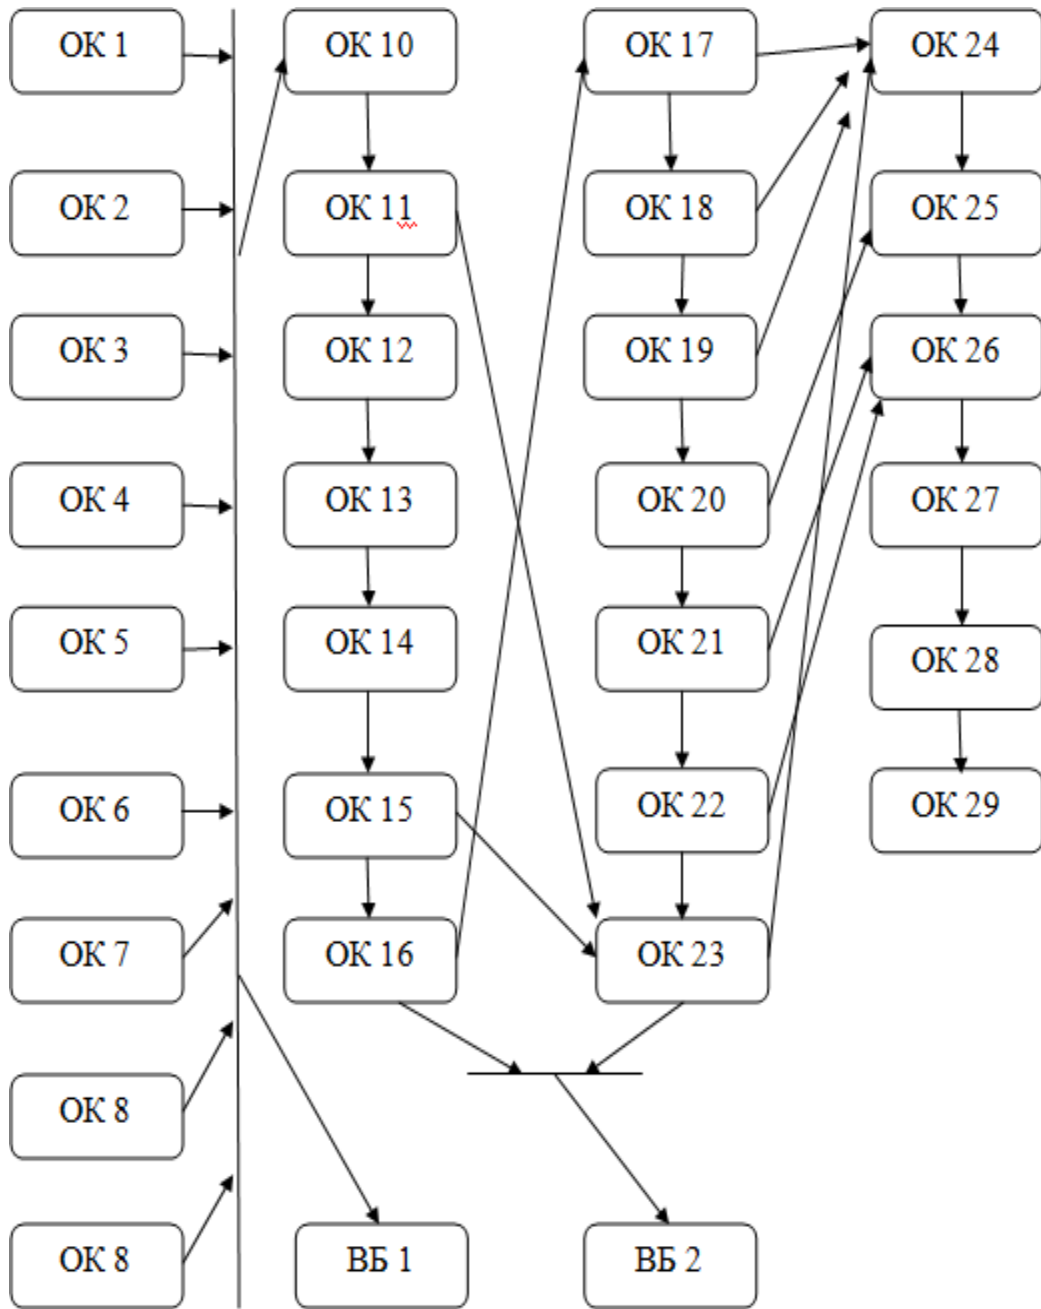 ОК 1
ОК 10
ОК 17
ОК 24
ОК 2
ОК 11
ОК 18
ОК 25
ОК 3
ОК 12
ОК 19
ОК 26
ОК 4
ОК 13
ОК 20
ОК 27
ОК 5
ОК 14
ОК 21
ОК 28
ОК 6
ОК 15
ОК 22
ОК 29
ОК 7
ОК 16
ОК 23
ОК 8
ОК 8
ВБ 1
ВБ 2